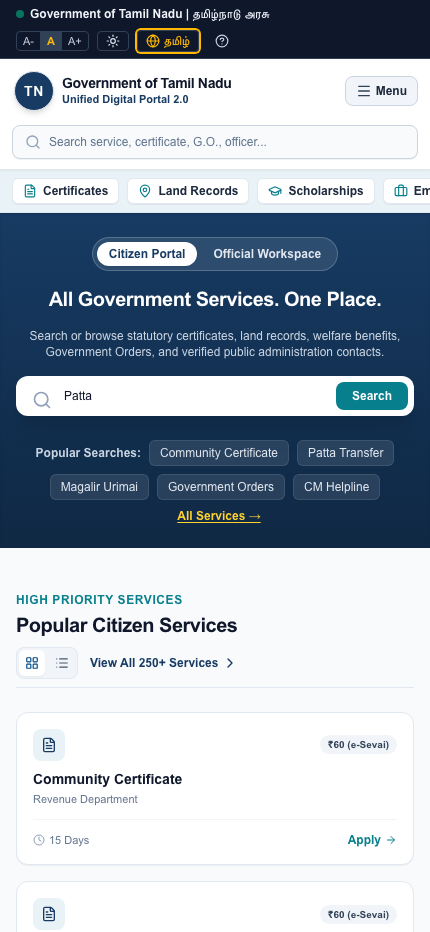 Government of Tamil Nadu | தமிழ்நாடு அரசு
A- A A+ தமிழ்
TN
Government of Tamil Nadu
Unified Digital Portal 2.0
Menu
Search service, certificate, G.O., officer...
Certificates Land Records Scholarships Em
Citizen Portal Official Workspace
All Government Services. One Place.
Search or browse statutory certificates, land records, welfare benefits,
Government Orders, and verified public administration contacts.
Patta Search
Popular Searches: Community Certificate Patta Transfer
Magalir Urimai Government Orders CM Helpline
All Services →
HIGH PRIORITY SERVICES
Popular Citizen Services
View All 250+ Services
₹60 (e-Sevai)
Community Certificate
Revenue Department
15 Days Apply →
₹60 (e-Sevai)